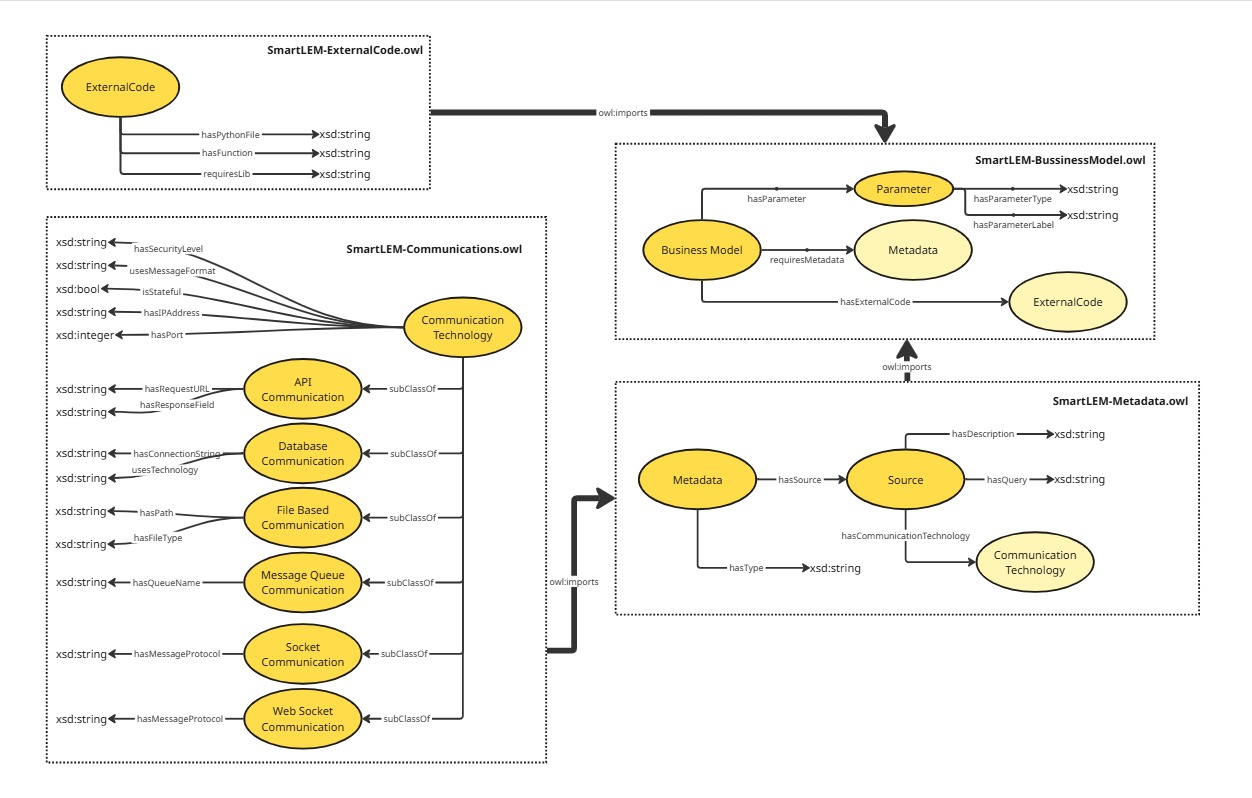 SmartLEM-ExternalCode.owl
ExternalCode
hasPythonFile
xsd:string
hasFunction
xsd:string
requiresLib
xsd:string
owl:imports
SmartLEM-BussinessModel.owl
Parameter
hasParameter
hasParameterType
xsd:string
hasParameterLabel
xsd:string
Business Model
requiresMetadata
Metadata
hasExternalCode
ExternalCode
SmartLEM-Communications.owl
xsd:string
hasSecurityLevel
xsd:string
usesMessageFormat
xsd:bool
isStateful
xsd:string
hasIPAddress
xsd:integer
hasPort
Communication
Technology
xsd:string
hasRequestURL
xsd:string
hasResponseField
API
Communication
subClassOf
xsd:string
hasConnectionString
xsd:string
usesTechnology
Database
Communication
subClassOf
xsd:string
hasPath
xsd:string
hasFileType
File Based
Communication
subClassOf
xsd:string
hasQueueName
Message Queue
Communication
subClassOf
xsd:string
hasMessageProtocol
Socket
Communication
subClassOf
xsd:string
hasMessageProtocol
Web Socket
Communication
subClassOf
owl:imports
owl:imports
SmartLEM-Metadata.owl
Metadata
hasSource
Source
hasDescription
xsd:string
hasQuery
xsd:string
hasCommunicationTechnology
Communication
Technology
hasType
xsd:string